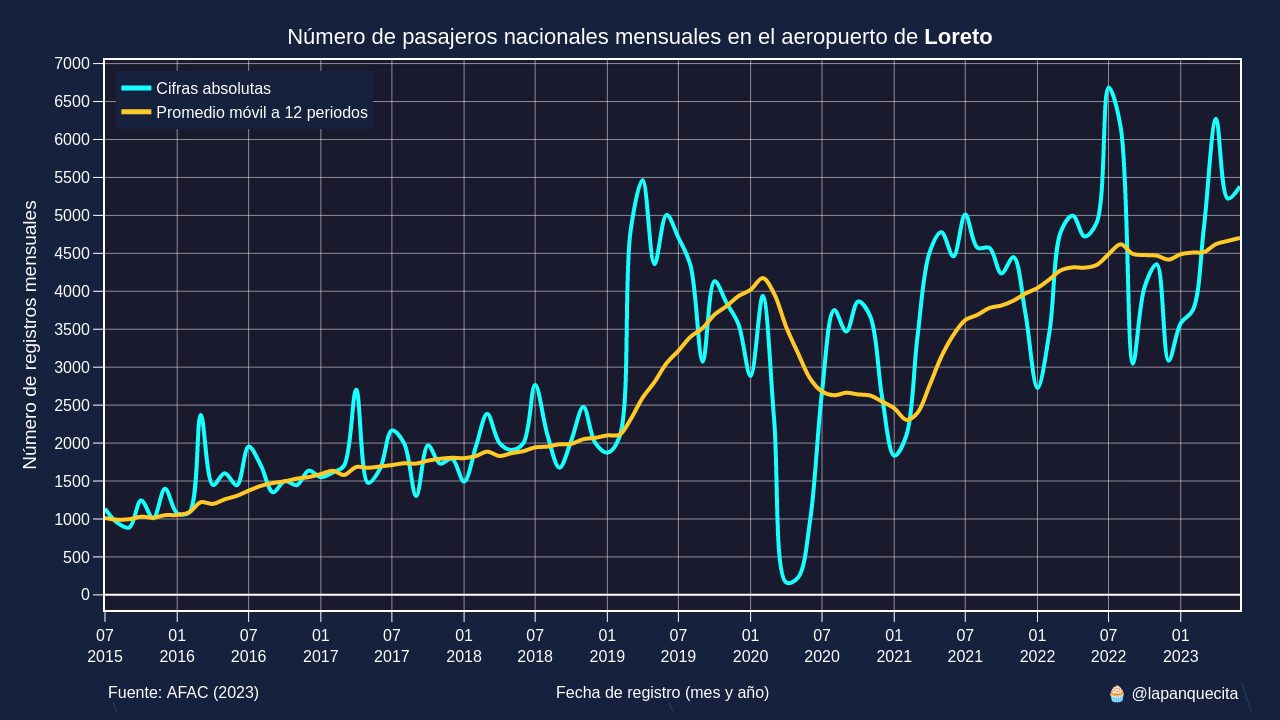 Número de pasajeros nacionales mensuales en el aeropuerto de Loreto
Cifras absolutas
Promedio móvil a 12 periodos
Número de registros mensuales
7000
6500
6000
5500
5000
4500
4000
3500
3000
2500
2000
1500
1000
500
0
07 01 07 01 07 01 07 01 07 01 07 01 07 01 07 01
2015 2016 2016 2017 2017 2018 2018 2019 2019 2020 2020 2021 2021 2022 2022 2023
Fuente: AFAC (2023) Fecha de registro (mes y año) 🧁 @lapanquecita